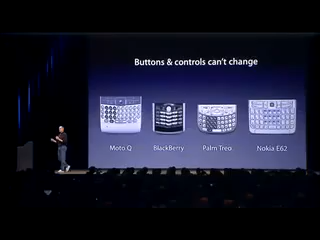 Buttons & controls can't change
Moto Q
BlackBerry
Palm Treo
Nokia E62